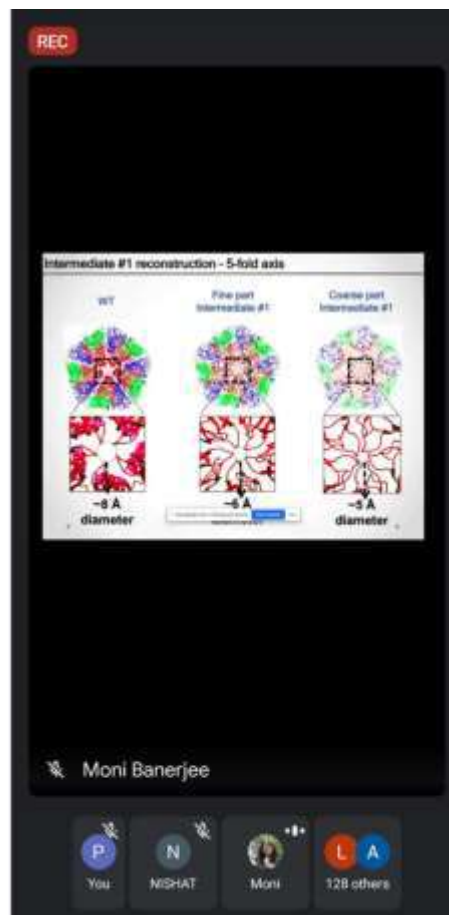 REC
Intermediate #1 reconstruction - 5-fold axis
WT
Fine part
Intermediate #1
Coarse part
Intermediate #1
~8 Å
diameter
~6 Å
~5 Å
diameter
Moni Banerjee
P
You
N
NISHAT
Moni
L
A
128 others